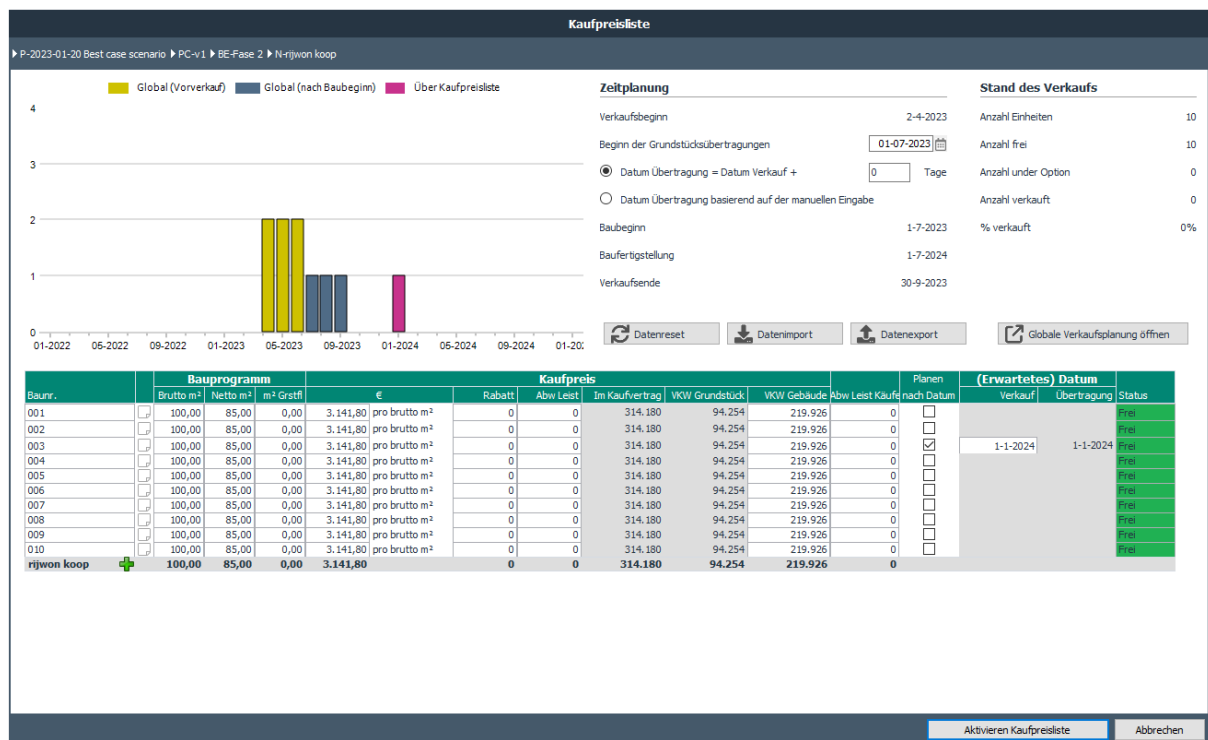 Kaufpreisliste
P-2023-01-20 Best case scenario PC-v1 BE-Fase 2 N-rijwon koop
Global (Vorverkauf) Global (nach Baubeginn) Über Kaufpreisliste
4
3
2
1
0
01-2022 05-2022 09-2022 01-2023 05-2023 09-2023 01-2024 05-2024 09-2024 01-20
Zeitplanung
Verkaufsbeginn 2-4-2023
Beginn der Grundstücksübertragungen 01-07-2023
Datum Übertragung = Datum Verkauf + 0 Tage
Datum Übertragung basierend auf der manuellen Eingabe
Baubeginn 1-7-2023
Baufertigstellung 1-7-2024
Verkaufsende 30-9-2023
Stand des Verkaufs
Anzahl Einheiten 10
Anzahl frei 10
Anzahl under Option 0
Anzahl verkauft 0
% verkauft 0%
Datenreset Datenimport Datenexport Globale Verkaufsplanung öffnen
Bauprogramm Kaufpreis Planen (Erwartetes) Datum
Baunr. Brutto m² Netto m² m² Grstfl € Rabatt Abw Leist Im Kaufvertrag VKW Grundstück VKW Gebäude Abw Leist Käufe nach Datum Verkauf Übertragung Status
001 100,00 85,00 0,00 3.141,80 pro brutto m² 0 0 314.180 94.254 219.926 0 Frei
002 100,00 85,00 0,00 3.141,80 pro brutto m² 0 0 314.180 94.254 219.926 0 Frei
003 100,00 85,00 0,00 3.141,80 pro brutto m² 0 0 314.180 94.254 219.926 0 1-1-2024 1-1-2024 Frei
004 100,00 85,00 0,00 3.141,80 pro brutto m² 0 0 314.180 94.254 219.926 0 Frei
005 100,00 85,00 0,00 3.141,80 pro brutto m² 0 0 314.180 94.254 219.926 0 Frei
006 100,00 85,00 0,00 3.141,80 pro brutto m² 0 0 314.180 94.254 219.926 0 Frei
007 100,00 85,00 0,00 3.141,80 pro brutto m² 0 0 314.180 94.254 219.926 0 Frei
008 100,00 85,00 0,00 3.141,80 pro brutto m² 0 0 314.180 94.254 219.926 0 Frei
009 100,00 85,00 0,00 3.141,80 pro brutto m² 0 0 314.180 94.254 219.926 0 Frei
010 100,00 85,00 0,00 3.141,80 pro brutto m² 0 0 314.180 94.254 219.926 0 Frei
rijwon koop 100,00 85,00 0,00 3.141,80 0 0 314.180 94.254 219.926 0
Aktivieren Kaufpreisliste Abbrechen